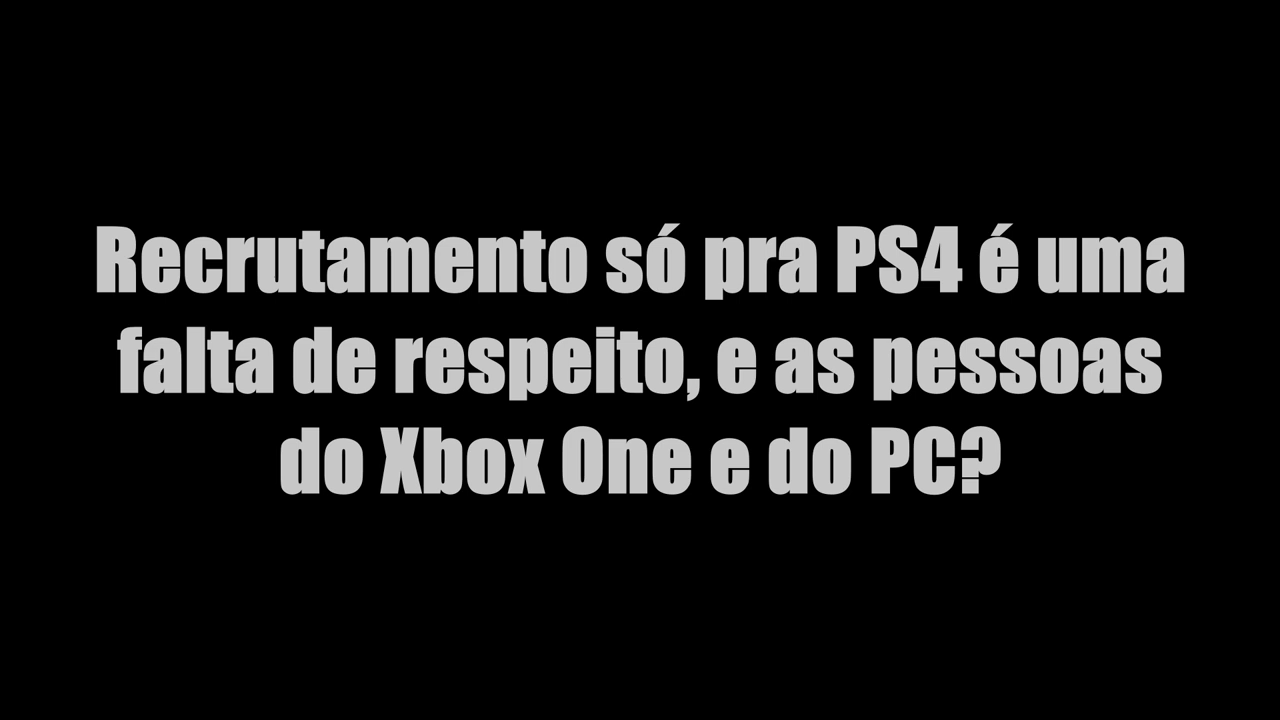 Recrutamento só pra PS4 é uma
falta de respeito, e as pessoas
do Xbox One e do PC?